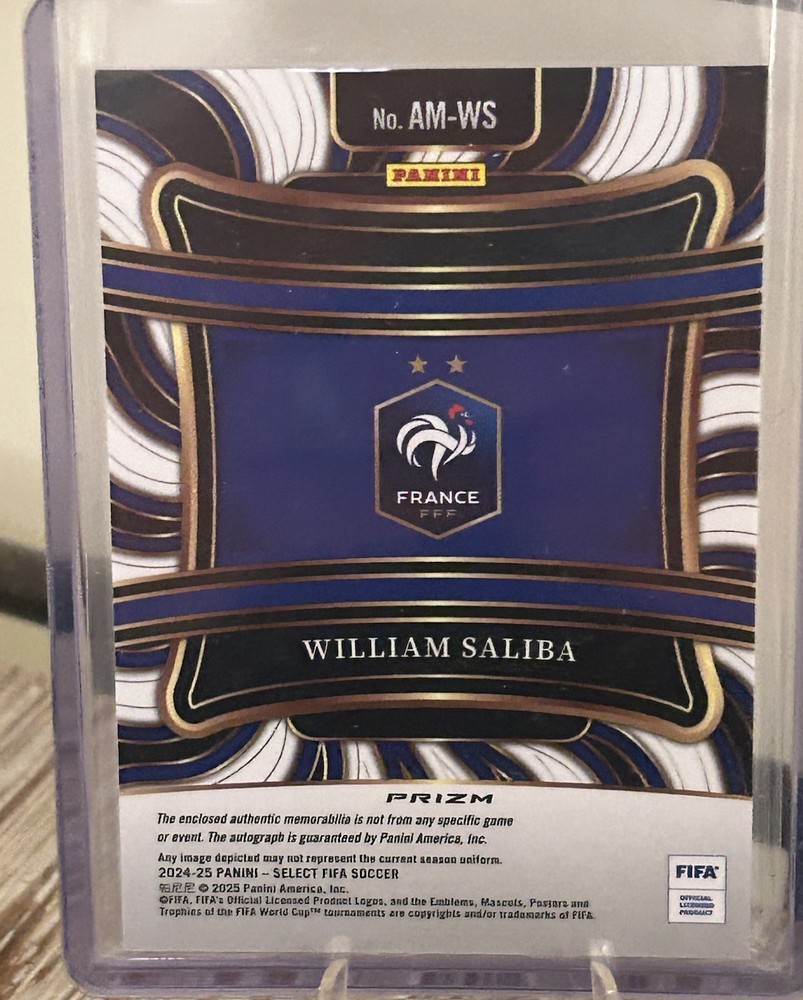 No. AM-WS
PANINI
FRANCE
FFF
WILLIAM SALIBA
PRIZM
The enclosed authentic memorabilia is not from any specific game
or event. The autograph is guaranteed by Panini America, Inc.
Any image depicted may not represent the current season uniform.
2024-25 PANINI – SELECT FIFA SOCCER
帕尼尼 © 2025 Panini America, Inc.
©FIFA, FIFA's Official Licensed Product Logos, and the Emblems, Mascots, Posters and
Trophies of the FIFA World Cup™ tournaments are copyrights and/or trademarks of FIFA.
FIFA
OFFICIAL
LICENSED
PRODUCT